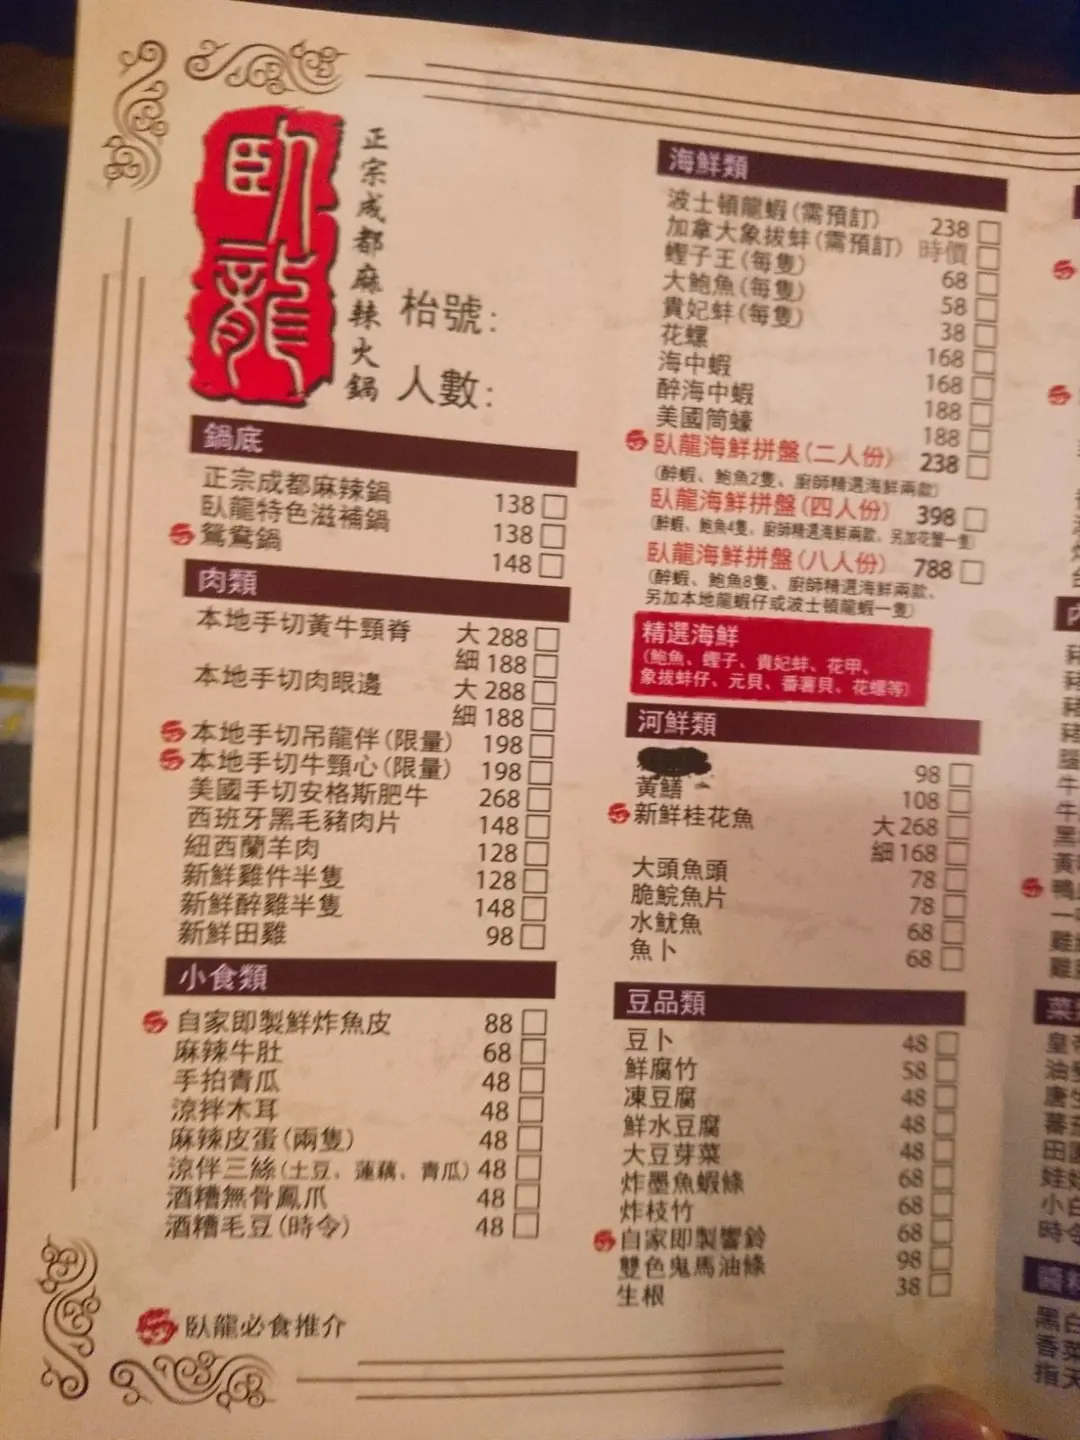 臥龍
正宗成都麻辣火鍋
枱號：
人數：
鍋底
正宗成都麻辣鍋 138
臥龍特色滋補鍋 138
鴛鴦鍋 148
肉類
本地手切黃牛頸脊 大 288
細 188
本地手切肉眼邊 大 288
細 188
本地手切吊龍伴(限量) 198
本地手切牛頸心(限量) 198
美國手切安格斯肥牛 268
西班牙黑毛豬肉片 148
紐西蘭羊肉 128
新鮮雞件半隻 128
新鮮醉雞半隻 148
新鮮田雞 98
小食類
自家即製鮮炸魚皮 88
麻辣牛肚 68
手拍青瓜 48
涼拌木耳 48
麻辣皮蛋(兩隻) 48
涼伴三絲(土豆、蓮藕、青瓜) 48
酒糟無骨鳳爪 48
酒糟毛豆(時令) 48
臥龍必食推介
海鮮類
波士頓龍蝦(需預訂) 238
加拿大象拔蚌(需預訂) 時價
蟶子王(每隻) 68
大鮑魚(每隻) 58
貴妃蚌(每隻) 38
花螺 168
海中蝦 168
醉海中蝦 188
美國筒蠔 188
臥龍海鮮拼盤(二人份) 238
(醉蝦、鮑魚2隻、廚師精選海鮮兩款)
臥龍海鮮拼盤(四人份) 398
(醉蝦、鮑魚4隻、廚師精選海鮮兩款、另加花蟹一隻)
臥龍海鮮拼盤(八人份) 788
(醉蝦、鮑魚8隻、廚師精選海鮮兩款、
另加本地龍蝦仔或波士頓龍蝦一隻)
精選海鮮
(鮑魚、蟶子、貴妃蚌、花甲、
象拔蚌仔、元貝、番薯貝、花螺等)
河鮮類
98
黃鱔 108
新鮮桂花魚 大 268
細 168
大頭魚頭 78
脆鯇魚片 78
水魷魚 68
魚卜 68
豆品類
豆卜 48
鮮腐竹 58
凍豆腐 48
鮮水豆腐 48
大豆芽菜 48
炸墨魚蝦條 68
炸枝竹 68
自家即製響鈴 68
雙色鬼馬油條 98
生根 38